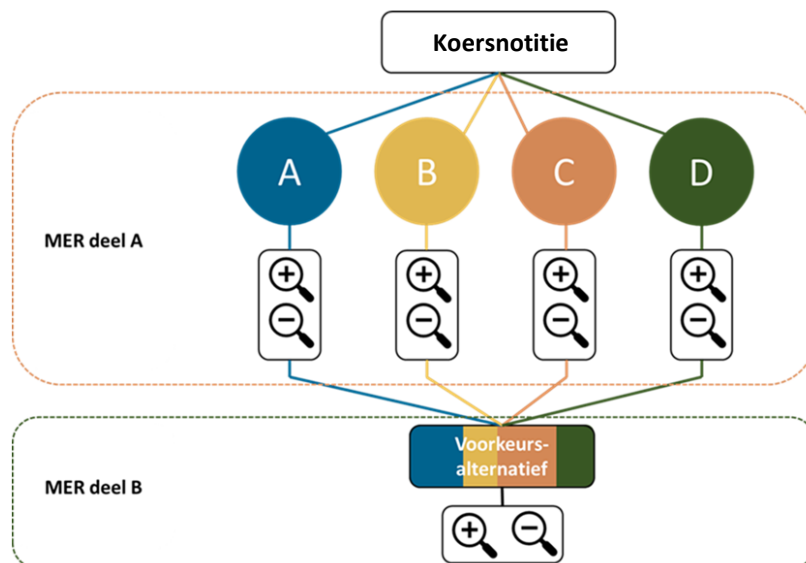 Koersnotitie
A
B
C
D
MER deel A
Voorkeurs-
alternatief
MER deel B